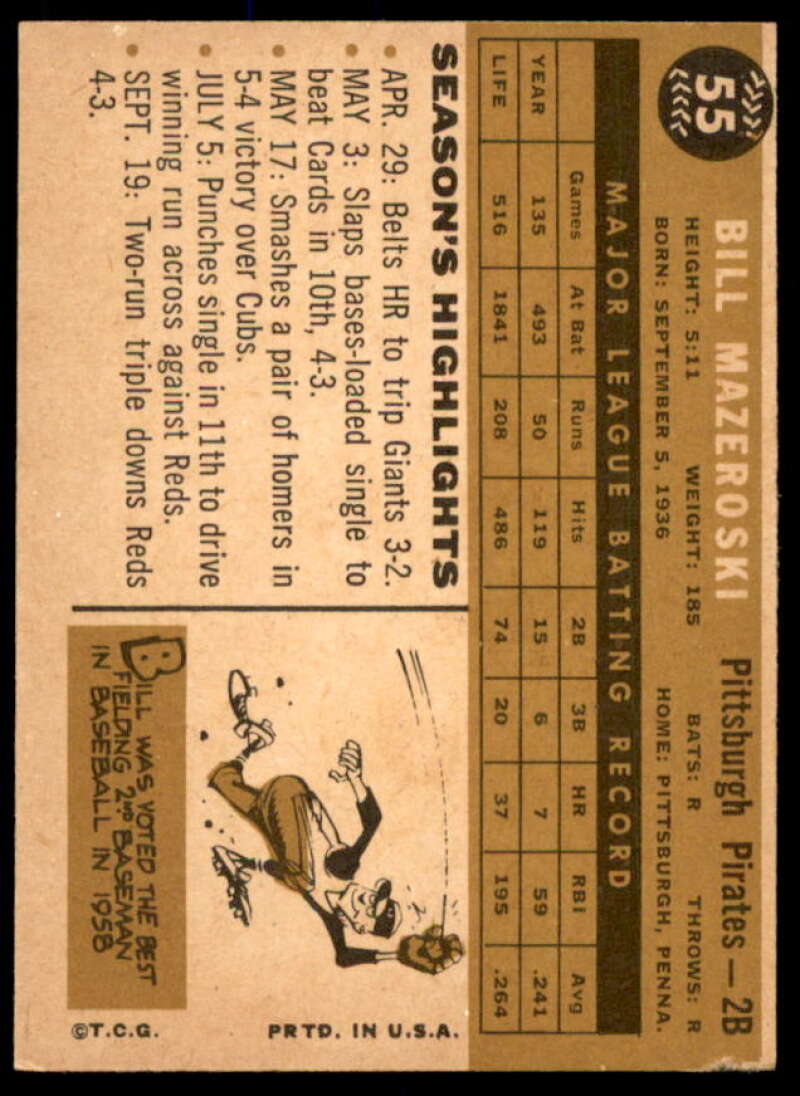 55
BILL MAZEROSKI Pittsburgh Pirates—2B
HEIGHT: 5:11 WEIGHT: 185 BATS: R THROWS: R
BORN: SEPTEMBER 5, 1936 HOME: PITTSBURGH, PENNA.
MAJOR LEAGUE BATTING RECORD
Games At Bat Runs Hits 2B 3B HR RBI Avg
YEAR 135 493 50 119 15 6 7 59 .241
LIFE 516 1841 208 486 74 20 37 195 .264
SEASON'S HIGHLIGHTS
• APR. 29: Belts HR to trip Giants 3-2.
• MAY 3: Slaps bases-loaded single to
beat Cards in 10th, 4-3.
• MAY 17: Smashes a pair of homers in
5-4 victory over Cubs.
• JULY 5: Punches single in 11th to drive
winning run across against Reds.
• SEPT. 19: Two-run triple downs Reds
4-3.
BILL WAS VOTED THE BEST
FIELDING 2ND BASEMAN
IN BASEBALL IN 1958
©T.C.G. PRTD. IN U.S.A.